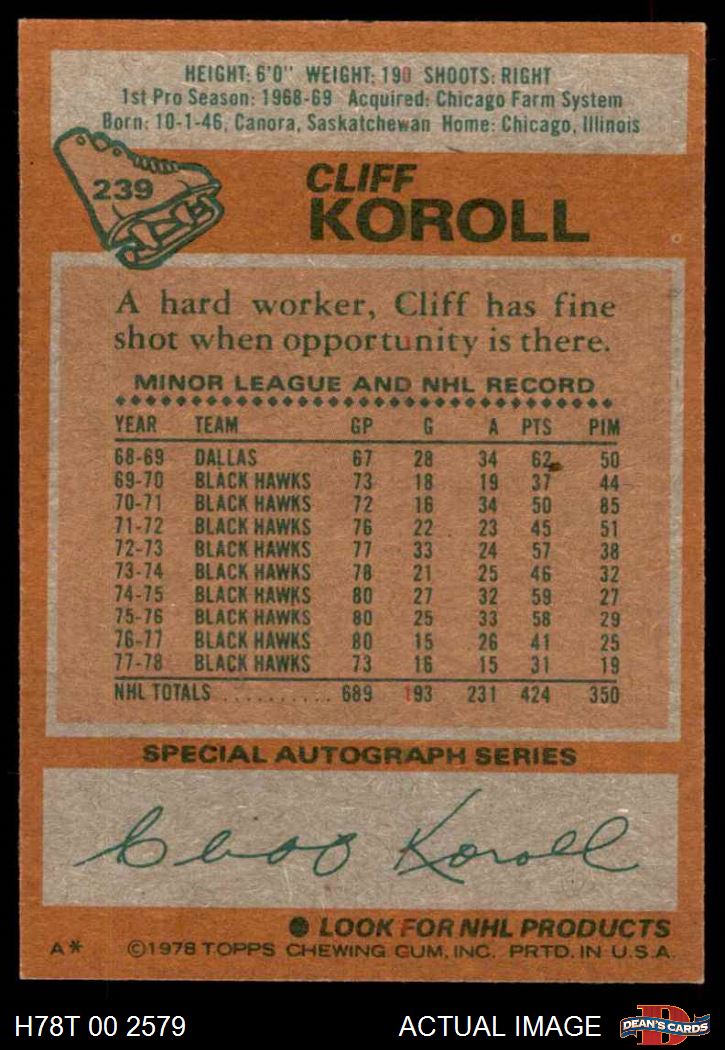 HEIGHT: 6'0" WEIGHT: 190 SHOOTS: RIGHT
1st Pro Season: 1968-69 Acquired: Chicago Farm System
Born: 10-1-46, Canora, Saskatchewan Home: Chicago, Illinois
239
CLIFF
KOROLL
A hard worker, Cliff has fine
shot when opportunity is there.
MINOR LEAGUE AND NHL RECORD
YEAR TEAM GP G A PTS PIM
68-69 DALLAS 67 28 34 62 50
69-70 BLACK HAWKS 73 18 19 37 44
70-71 BLACK HAWKS 72 16 34 50 85
71-72 BLACK HAWKS 76 22 23 45 51
72-73 BLACK HAWKS 77 33 24 57 38
73-74 BLACK HAWKS 78 21 25 46 32
74-75 BLACK HAWKS 80 27 32 59 27
75-76 BLACK HAWKS 80 25 33 58 29
76-77 BLACK HAWKS 80 15 26 41 25
77-78 BLACK HAWKS 73 16 15 31 19
NHL TOTALS .......... 689 193 231 424 350
SPECIAL AUTOGRAPH SERIES
Cliff Koroll
● LOOK FOR NHL PRODUCTS
A* ©1978 TOPPS CHEWING GUM, INC. PRTD. IN U.S.A.
H78T 00 2579 ACTUAL IMAGE D DEAN'S CARDS